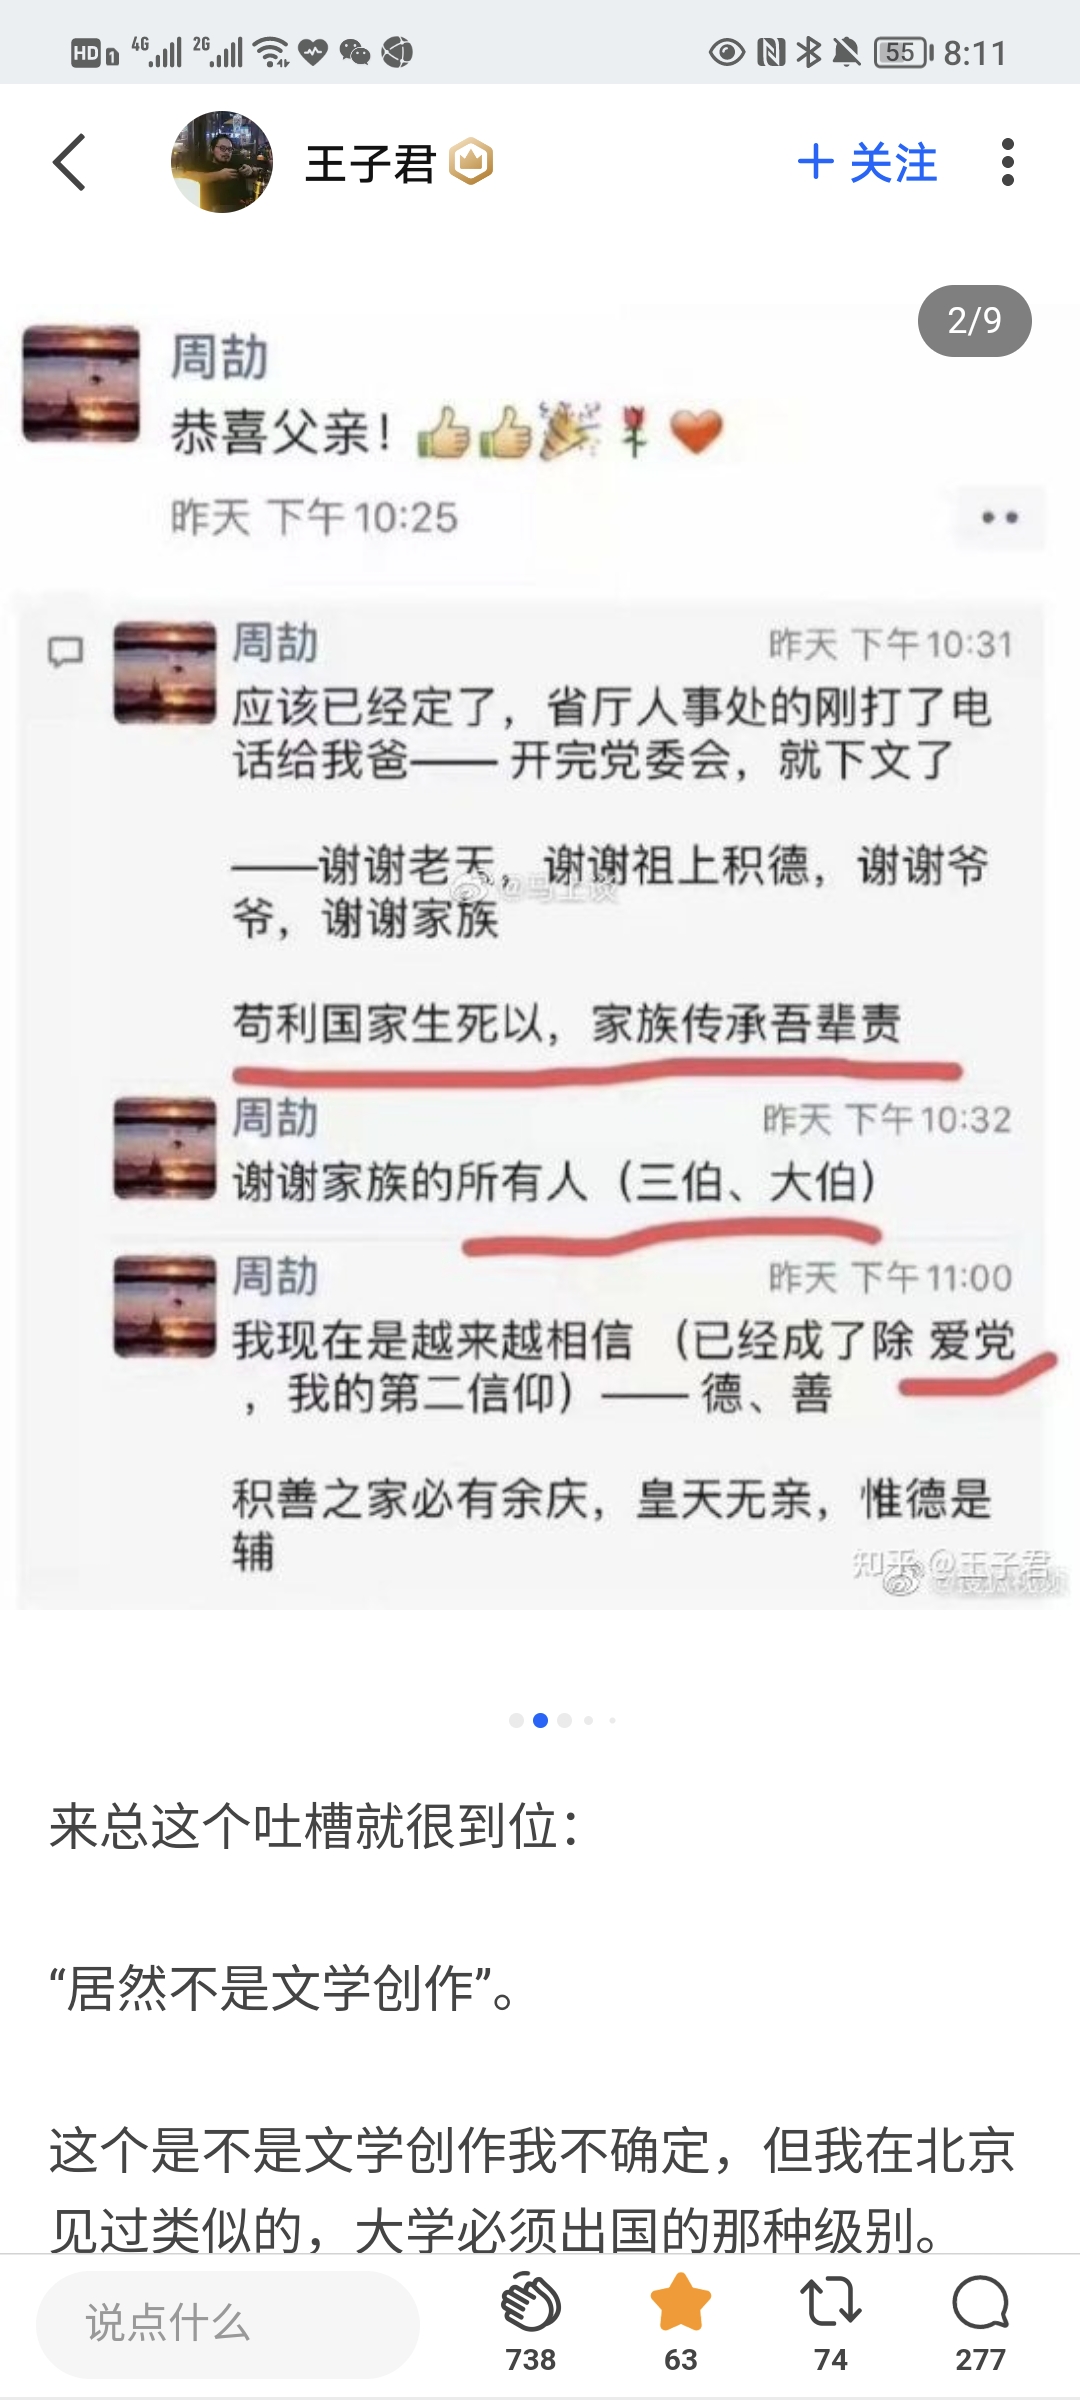 HD 1 4G 2G 55 8:11
王子君
+ 关注
2/9
周劼
恭喜父亲！
昨天 下午10:25
周劼 昨天 下午10:31
应该已经定了，省厅人事处的刚打了电
话给我爸—— 开完党委会，就下文了
——谢谢老天，谢谢祖上积德，谢谢爷
爷，谢谢家族
@马上谈
苟利国家生死以，家族传承吾辈责
周劼 昨天 下午10:32
谢谢家族的所有人（三伯、大伯）
周劼 昨天 下午11:00
我现在是越来越相信 （已经成了除 爱党
，我的第二信仰）—— 德、善
积善之家必有余庆，皇天无亲，惟德是
辅
知乎 @王子君
来总这个吐槽就很到位：
“居然不是文学创作”。
这个是不是文学创作我不确定，但我在北京
见过类似的，大学必须出国的那种级别。
说点什么
738 63 74 277